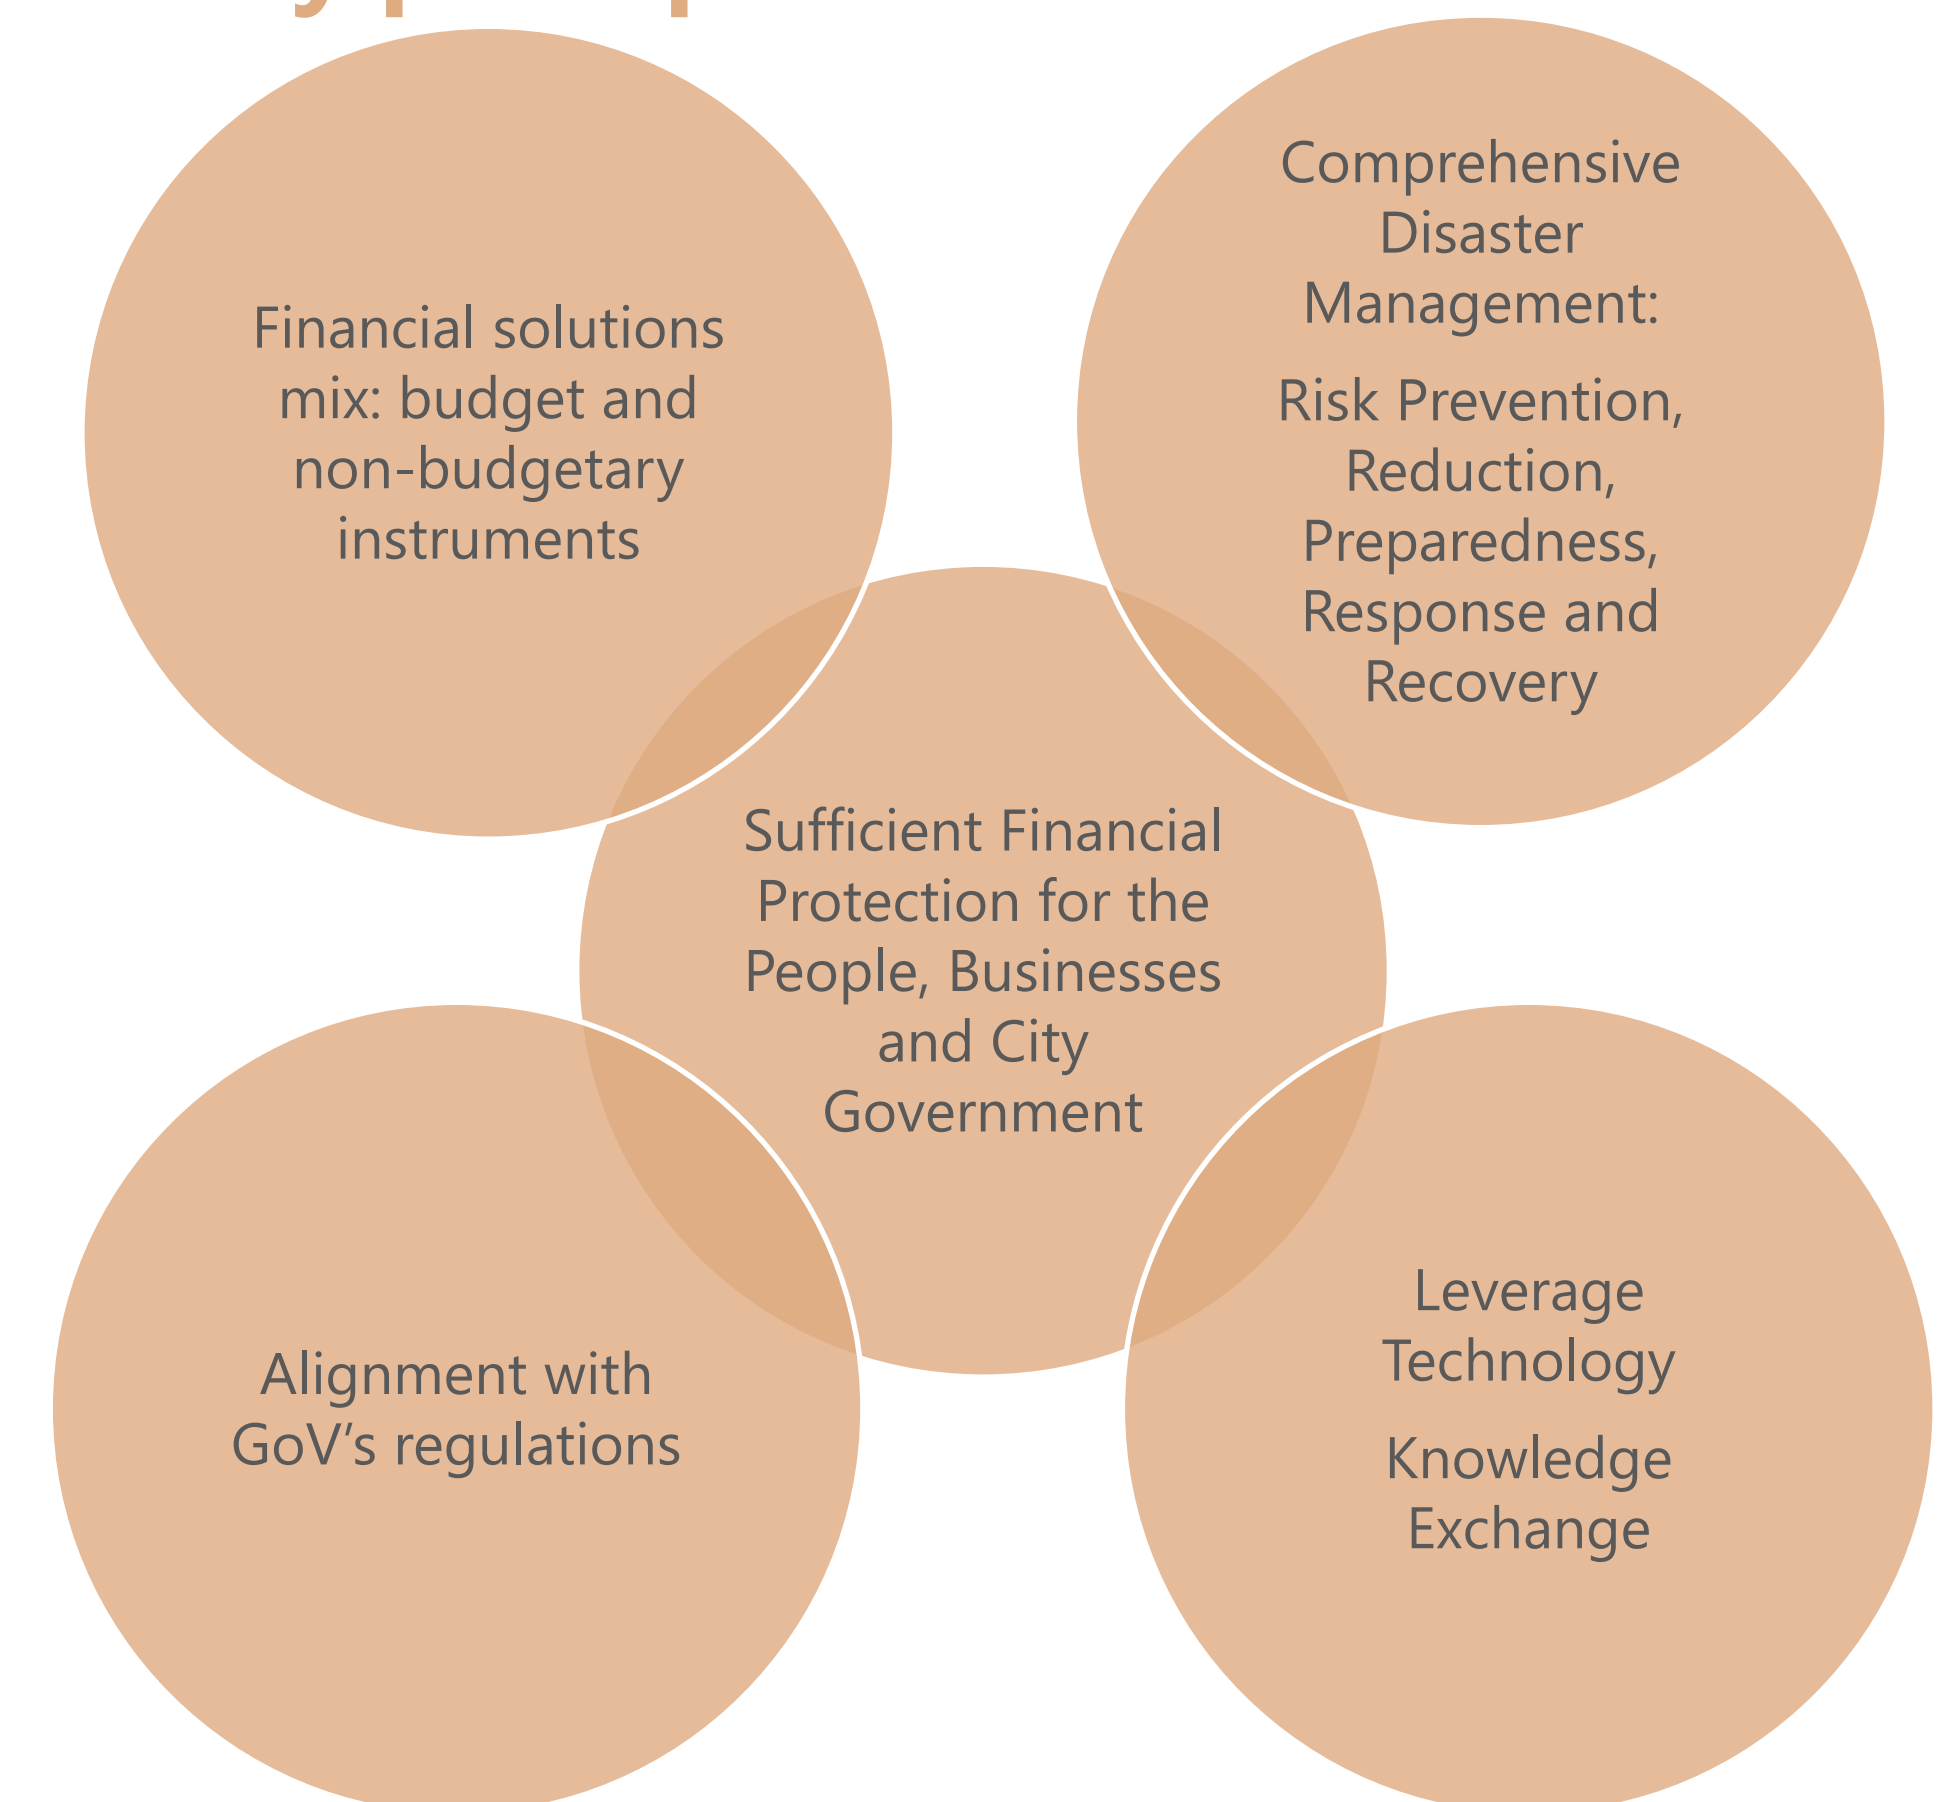 Financial solutions
mix: budget and
non-budgetary
instruments
Comprehensive
Disaster
Management:
Risk Prevention,
Reduction,
Preparedness,
Response and
Recovery
Sufficient Financial
Protection for the
People, Businesses
and City
Government
Alignment with
GoV's regulations
Leverage
Technology
Knowledge
Exchange